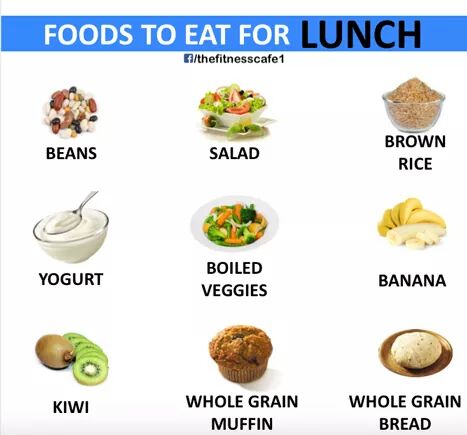 FOODS TO EAT FOR LUNCH
f/thefitnesscafe1
BEANS
SALAD
BROWN
RICE
YOGURT
BOILED
VEGGIES
BANANA
KIWI
WHOLE GRAIN
MUFFIN
WHOLE GRAIN
BREAD